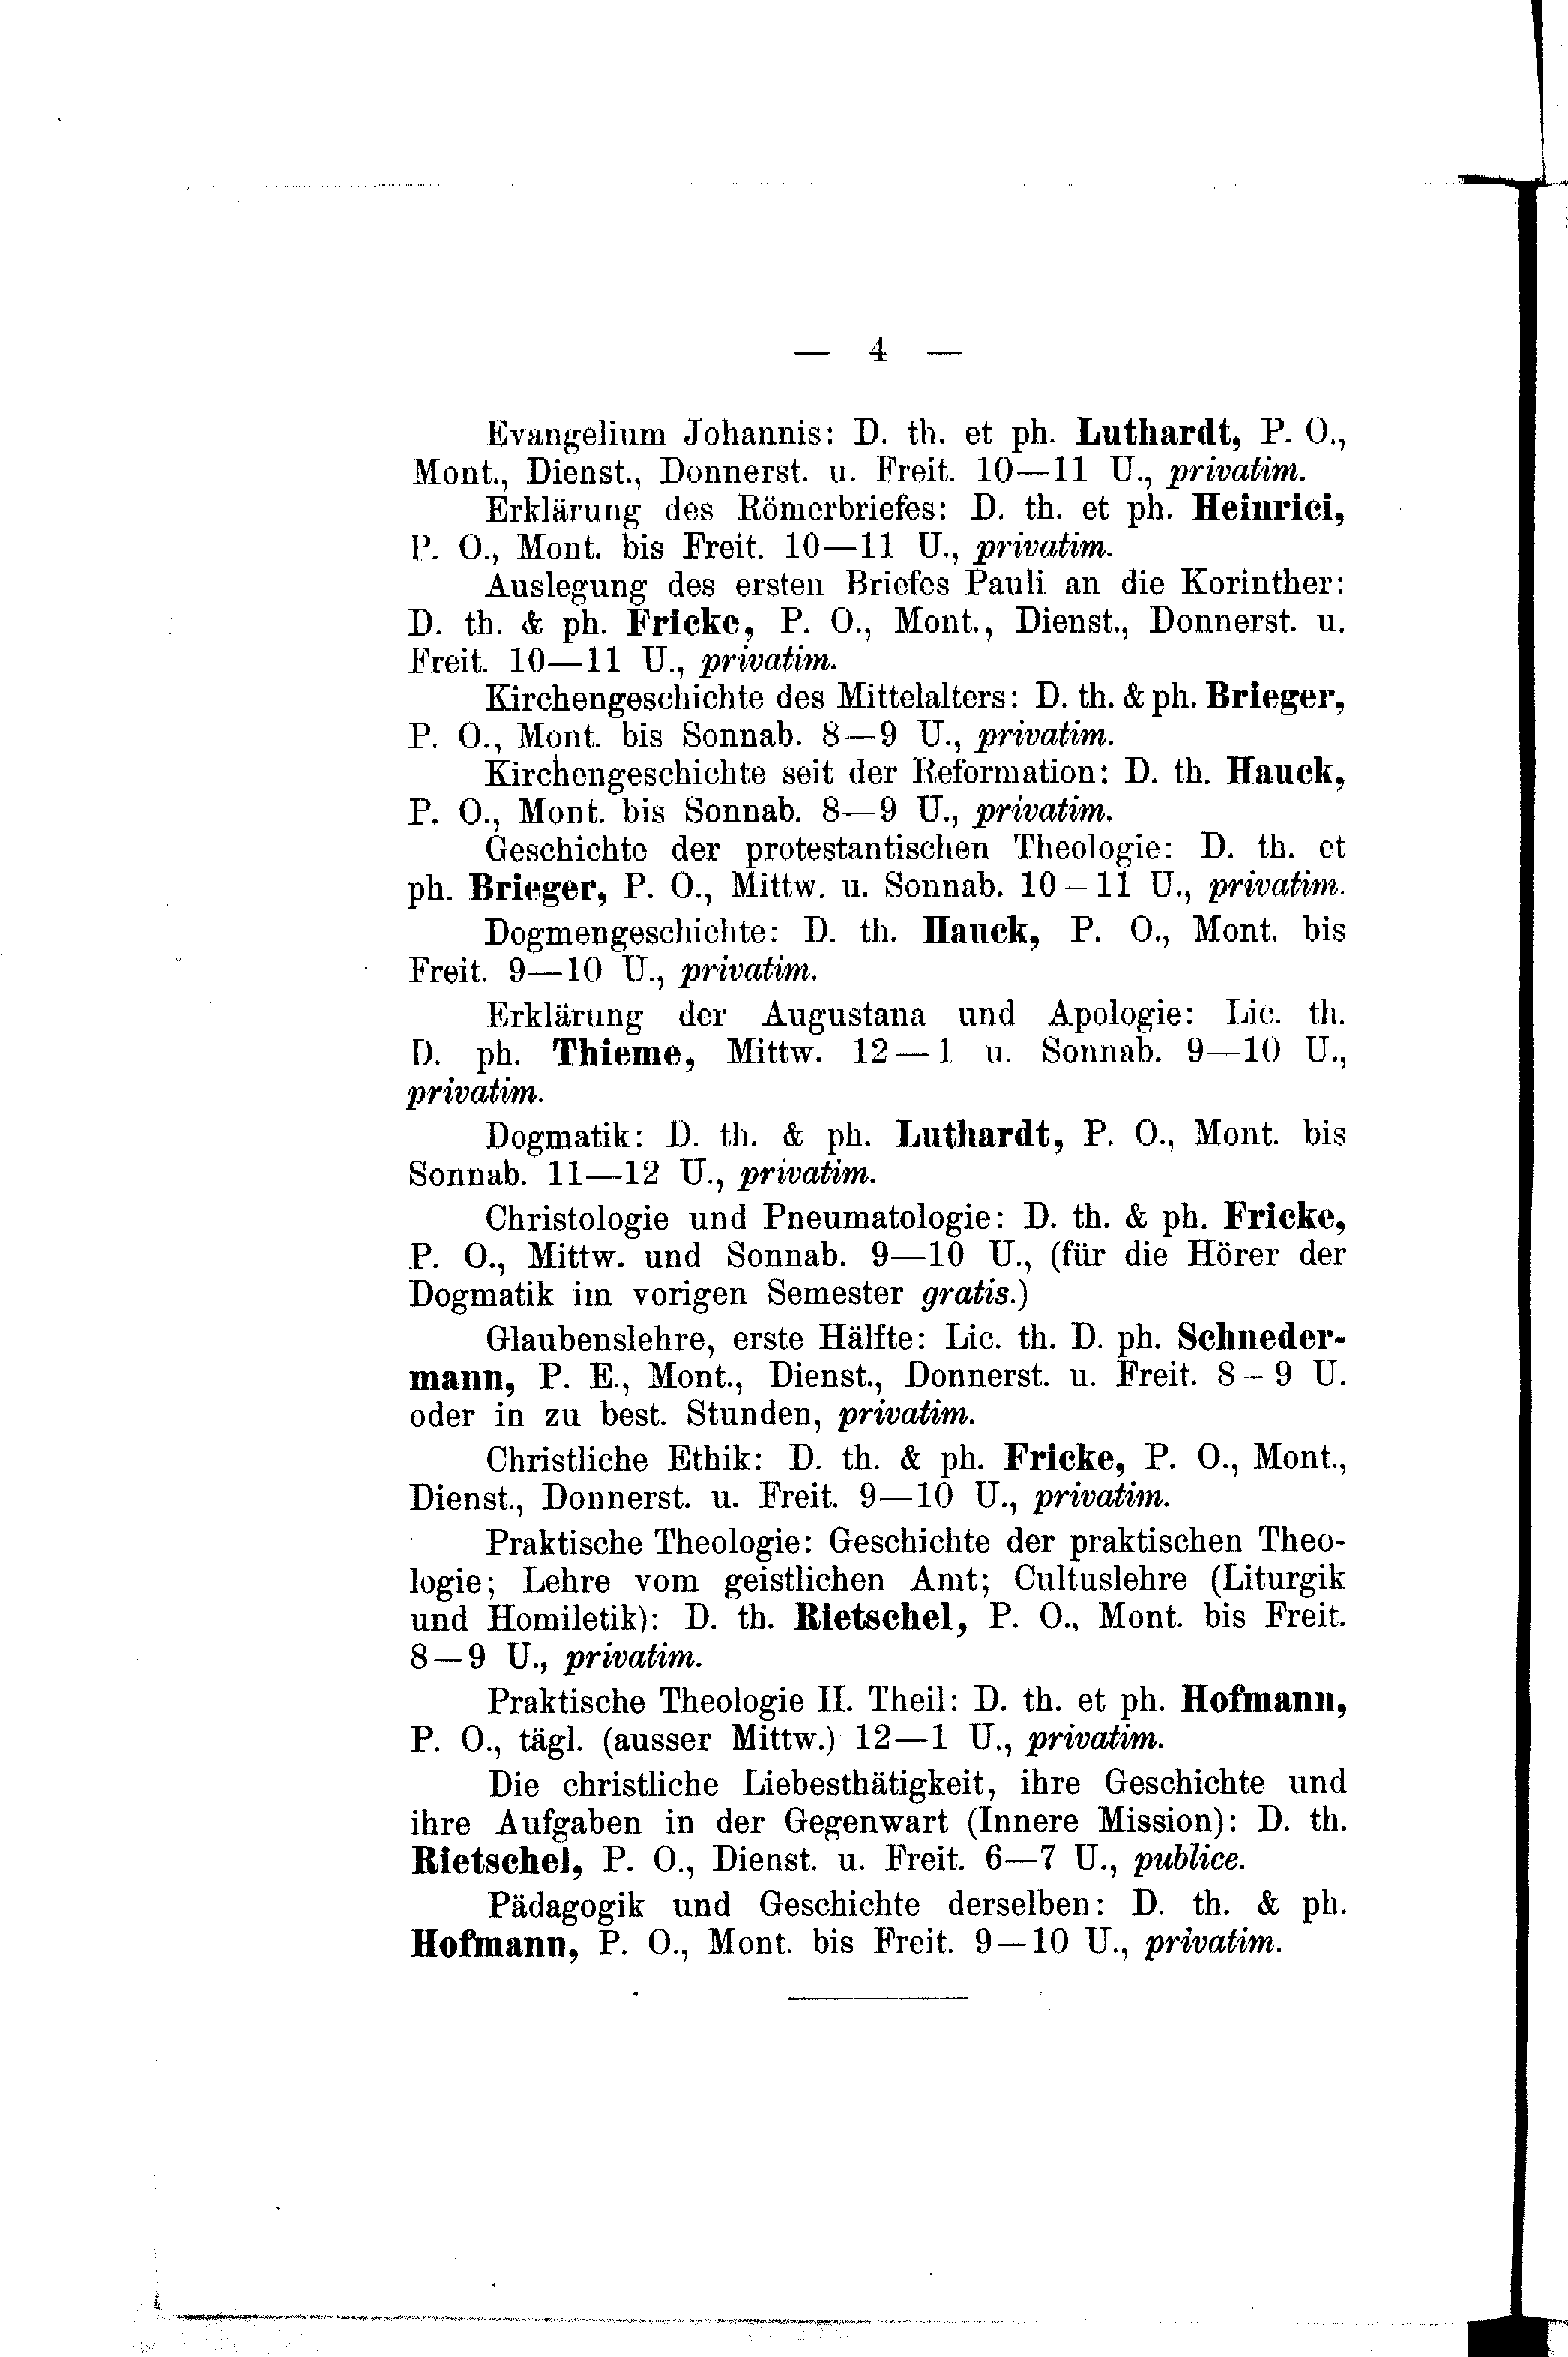 — 4 —
Evangelium Johannis: D. th. et ph. Luthardt, P. O.,
Mont., Dienst., Donnerst. u. Freit. 10—11 U., privatim.
Erklärung des Römerbriefes: D. th. et ph. Heinrici,
P. O., Mont. bis Freit. 10—11 U., privatim.
Auslegung des ersten Briefes Pauli an die Korinther:
D. th. & ph. Fricke, P. O., Mont., Dienst., Donnerst. u.
Freit. 10—11 U., privatim.
Kirchengeschichte des Mittelalters: D. th. & ph. Brieger,
P. O., Mont. bis Sonnab. 8—9 U., privatim.
Kirchengeschichte seit der Reformation: D. th. Hauck,
P. O., Mont. bis Sonnab. 8—9 U., privatim.
Geschichte der protestantischen Theologie: D. th. et
ph. Brieger, P. O., Mittw. u. Sonnab. 10–11 U., privatim.
Dogmengeschichte: D. th. Hauck, P. O., Mont. bis
Freit. 9—10 U., privatim.
Erklärung der Augustana und Apologie: Lic. th.
D. ph. Thieme, Mittw. 12—1 u. Sonnab. 9—10 U.,
privatim.
Dogmatik: D. th. & ph. Luthardt, P. O., Mont. bis
Sonnab. 11—12 U., privatim.
Christologie und Pneumatologie: D. th. & ph. Fricke,
P. O., Mittw. und Sonnab. 9—10 U., (für die Hörer der
Dogmatik im vorigen Semester gratis.)
Glaubenslehre, erste Hälfte: Lic. th. D. ph. Schneder-
mann, P. E., Mont., Dienst., Donnerst. u. Freit. 8–9 U.
oder in zu best. Stunden, privatim.
Christliche Ethik: D. th. & ph. Fricke, P. O., Mont.,
Dienst., Donnerst. u. Freit. 9—10 U., privatim.
Praktische Theologie: Geschichte der praktischen Theo-
logie; Lehre vom geistlichen Amt; Cultuslehre (Liturgik
und Homiletik): D. th. Rietschel, P. O., Mont. bis Freit.
8—9 U., privatim.
Praktische Theologie II. Theil: D. th. et ph. Hofmann,
P. O., tägl. (ausser Mittw.) 12—1 U., privatim.
Die christliche Liebesthätigkeit, ihre Geschichte und
ihre Aufgaben in der Gegenwart (Innere Mission): D. th.
Rietschel, P. O., Dienst. u. Freit. 6—7 U., publice.
Pädagogik und Geschichte derselben: D. th. & ph.
Hofmann, P. O., Mont. bis Freit. 9—10 U., privatim.